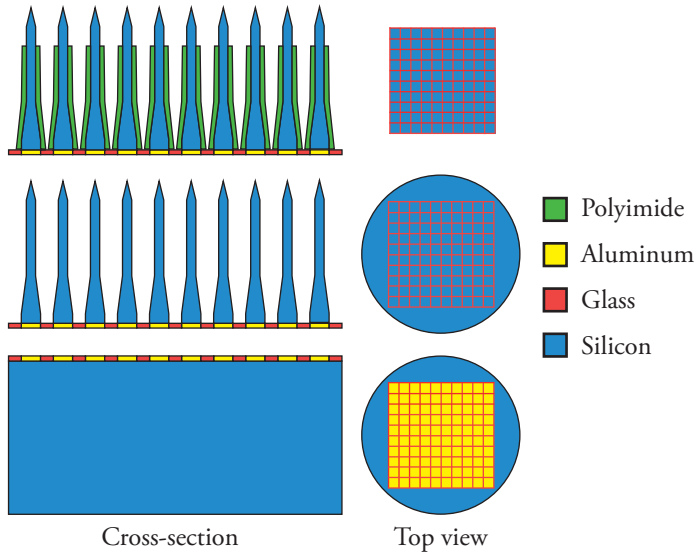 Polyimide
Aluminum
Glass
Silicon
Cross-section
Top view